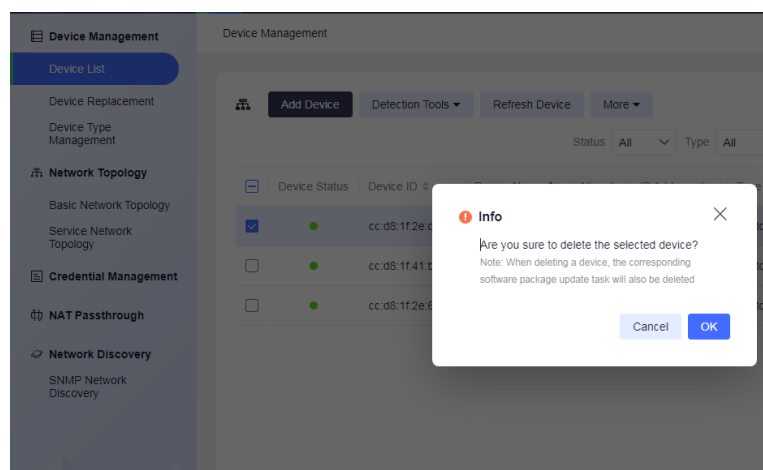 Device Management
Device Management
Device List
Device Replacement
Device Type
Management
Network Topology
Basic Network Topology
Service Network
Topology
Credential Management
NAT Passthrough
Network Discovery
SNMP Network
Discovery
Add Device
Detection Tools
Refresh Device
More
Status
All
Type
All
Device Status
Device ID
cc:d8:1f:2e:
cc:d8:1f:41:
cc:d8:1f:2e:6
Info
Are you sure to delete the selected device?
Note: When deleting a device, the corresponding
software package update task will also be deleted
Cancel
OK